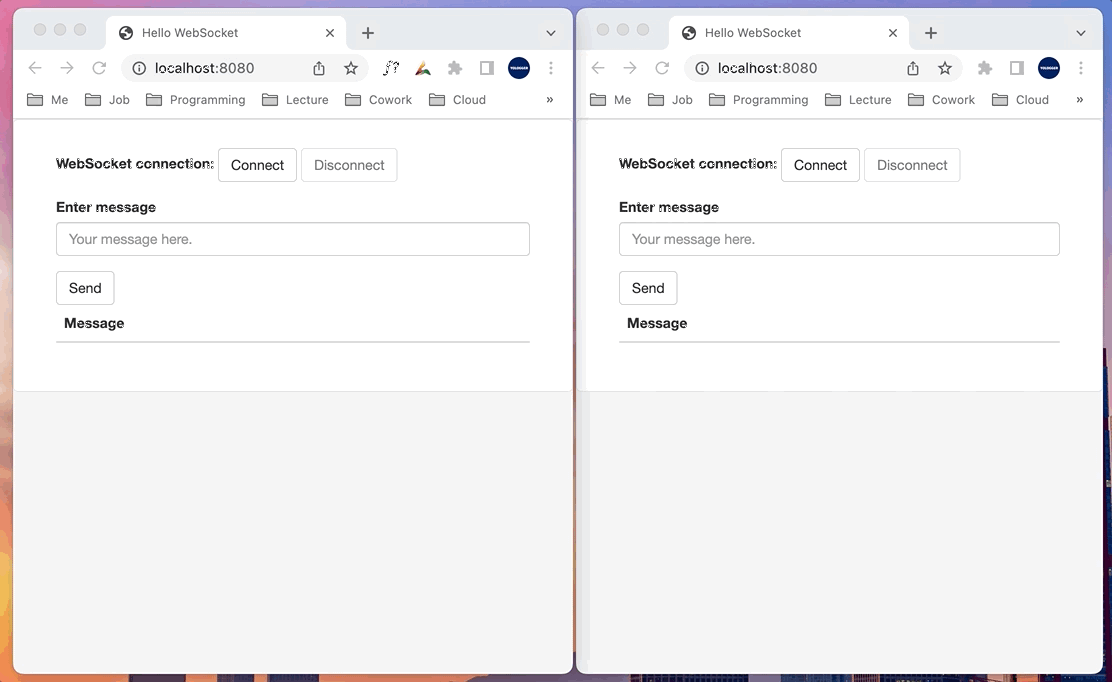 Hello WebSocket
localhost:8080
Me Job Programming Lecture Cowork Cloud »
WebSocket connection: Connect Disconnect
Enter message
Your message here.
Send
Message
Hello WebSocket
localhost:8080
Me Job Programming Lecture Cowork Cloud »
WebSocket connection: Connect Disconnect
Enter message
Your message here.
Send
Message